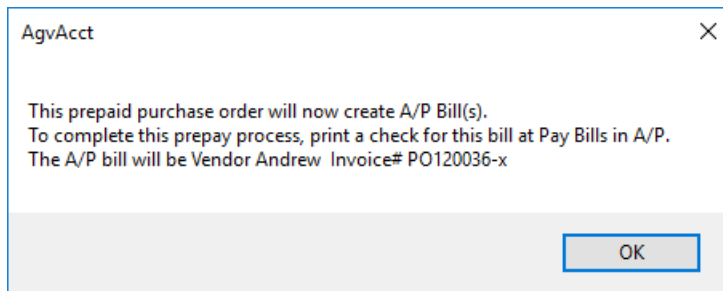 AgvAcct
This prepaid purchase order will now create A/P Bill(s).
To complete this prepay process, print a check for this bill at Pay Bills in A/P.
The A/P bill will be Vendor Andrew  Invoice# PO120036-x
OK